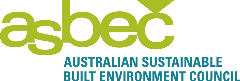 asbec
AUSTRALIAN SUSTAINABLE
BUILT ENVIRONMENT COUNCIL